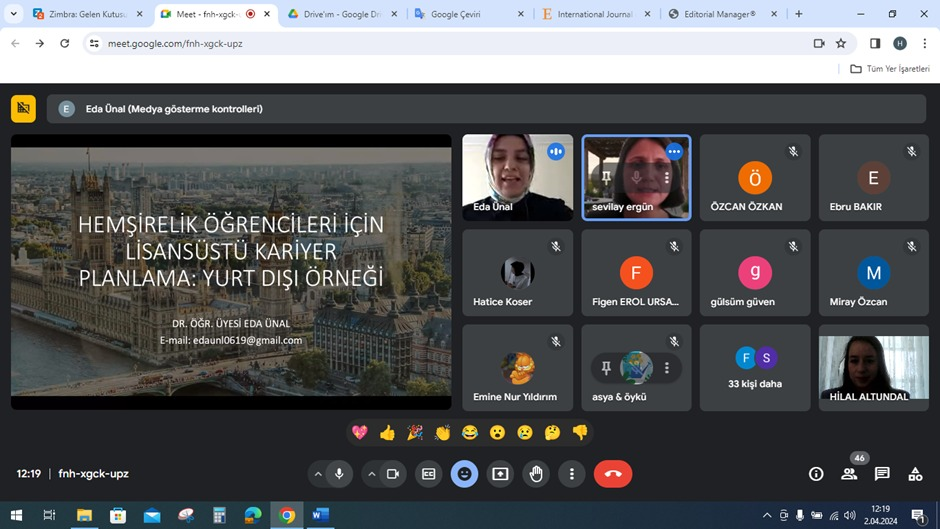 Zimbra: Gelen Kutusu
Meet - fnh-xgck-
Drive'ım - Google Dri
Google Çeviri
International Journal
Editorial Manager®
meet.google.com/fnh-xgck-upz
H
Tüm Yer İşaretleri
E
Eda Ünal (Medya gösterme kontrolleri)
HEMŞİRELİK ÖĞRENCİLERİ İÇİN
LİSANSÜSTÜ KARİYER
PLANLAMA: YURT DIŞI ÖRNEĞİ
DR. ÖĞR. ÜYESİ EDA ÜNAL
E-mail: edaunl0619@gmail.com
Eda Ünal
sevilay ergün
Ö
ÖZCAN ÖZKAN
E
Ebru BAKIR
Hatice Koser
F
Figen EROL URSA...
g
gülsüm güven
M
Miray Özcan
Emine Nur Yıldırım
asya & öykü
F S
33 kişi daha
HİLAL ALTUNDAL
12:19 | fnh-xgck-upz
46
12:19
2.04.2024
1